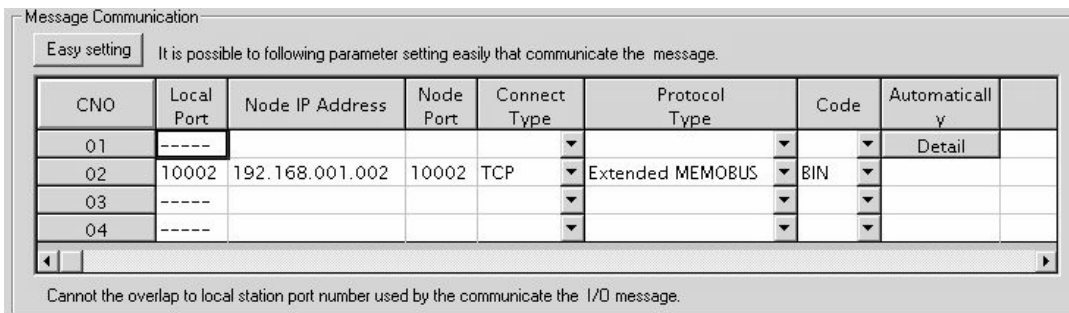 Message Communication
Easy setting It is possible to following parameter setting easily that communicate the message.
CNO Local Port Node IP Address Node Port Connect Type Protocol Type Code Automaticall y
01 ----- Detail
02 10002 192.168.001.002 10002 TCP Extended MEMOBUS BIN
03 -----
04 -----
Cannot the overlap to local station port number used by the communicate the I/O message.